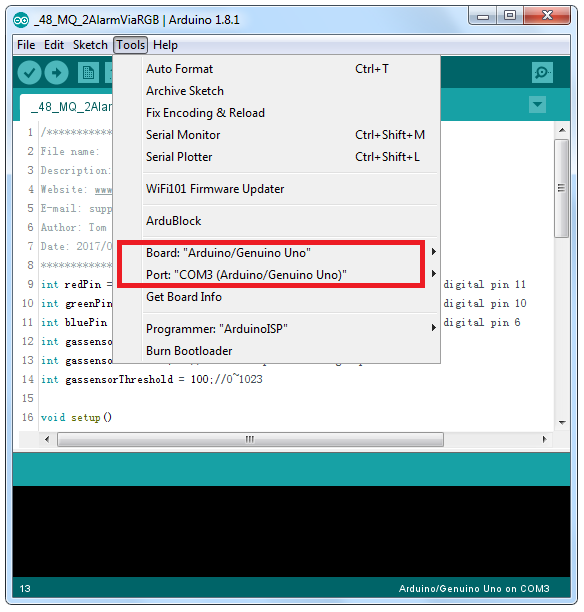 _48_MQ_2AlarmViaRGB | Arduino 1.8.1
File Edit Sketch Tools Help
Auto Format Ctrl+T
Archive Sketch
Fix Encoding & Reload
Serial Monitor Ctrl+Shift+M
Serial Plotter Ctrl+Shift+L
WiFi101 Firmware Updater
ArduBlock
Board: "Arduino/Genuino Uno"
Port: "COM3 (Arduino/Genuino Uno)"
Get Board Info
Programmer: "ArduinoISP"
Burn Bootloader
_48_MQ_2Alar
1 /*************
2 File name:
3 Description:
4 Website: www
5 E-mail: supp
6 Author: Tom
7 Date: 2017/0
8 *************
9 int redPin = digital pin 11
10 int greenPin digital pin 10
11 int bluePin digital pin 6
12 int gassenso
13 int gassenso
14 int gassensorThreshold = 100;//0~1023
15
16 void setup()
13 Arduino/Genuino Uno on COM3